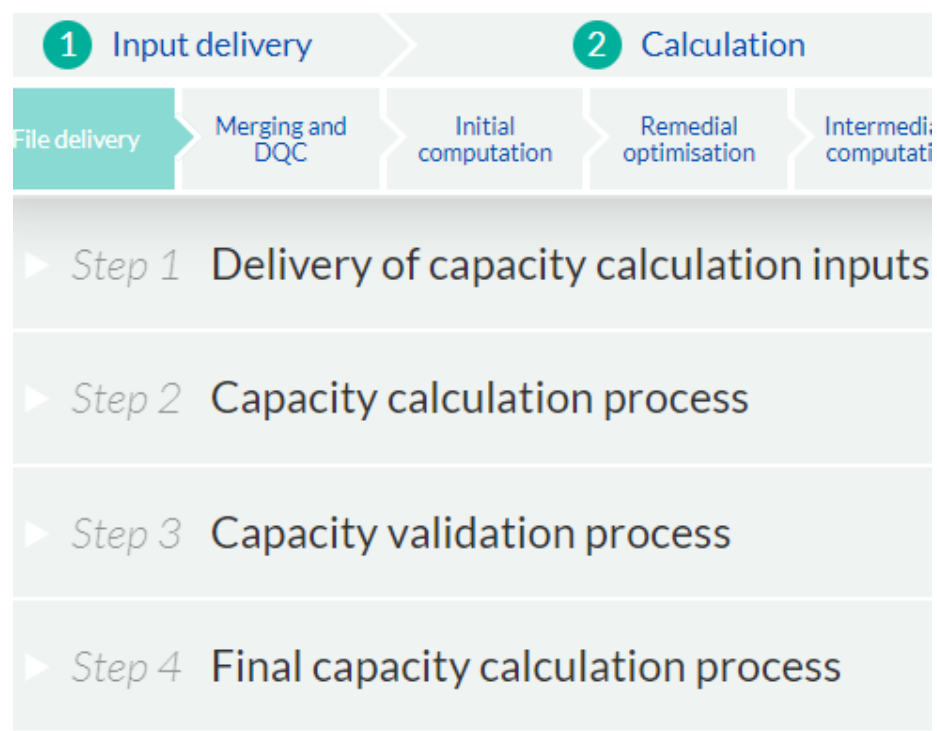 1 Input delivery 2 Calculation
File delivery
Merging and
DQC
Initial
computation
Remedial
optimisation
Step 1 Delivery of capacity calculation inputs
Step 2 Capacity calculation process
Step 3 Capacity validation process
Step 4 Final capacity calculation process